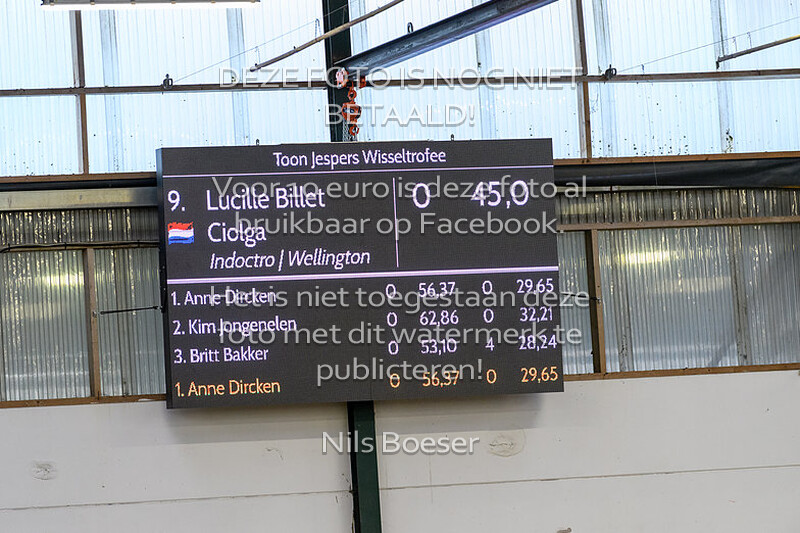 DEZE FOTO IS NOG NIET
BETAALD!
Toon Jespers Wisseltrofee
9. Lucille Billet 0 45,0
Voor 1 euro is deze foto al
bruikbaar op Facebook
Ciolga
Indoctro | Wellington
1. Anne Dircken 0 56,37 0 29,65
Het is niet toegestaan deze
2. Kim Jongenelen 0 62,86 0 32,21
foto met dit watermerk te
3. Britt Bakker 0 53,10 4 28,24
publiceren!
1. Anne Dircken 0 56,37 0 29,65
Nils Boeser